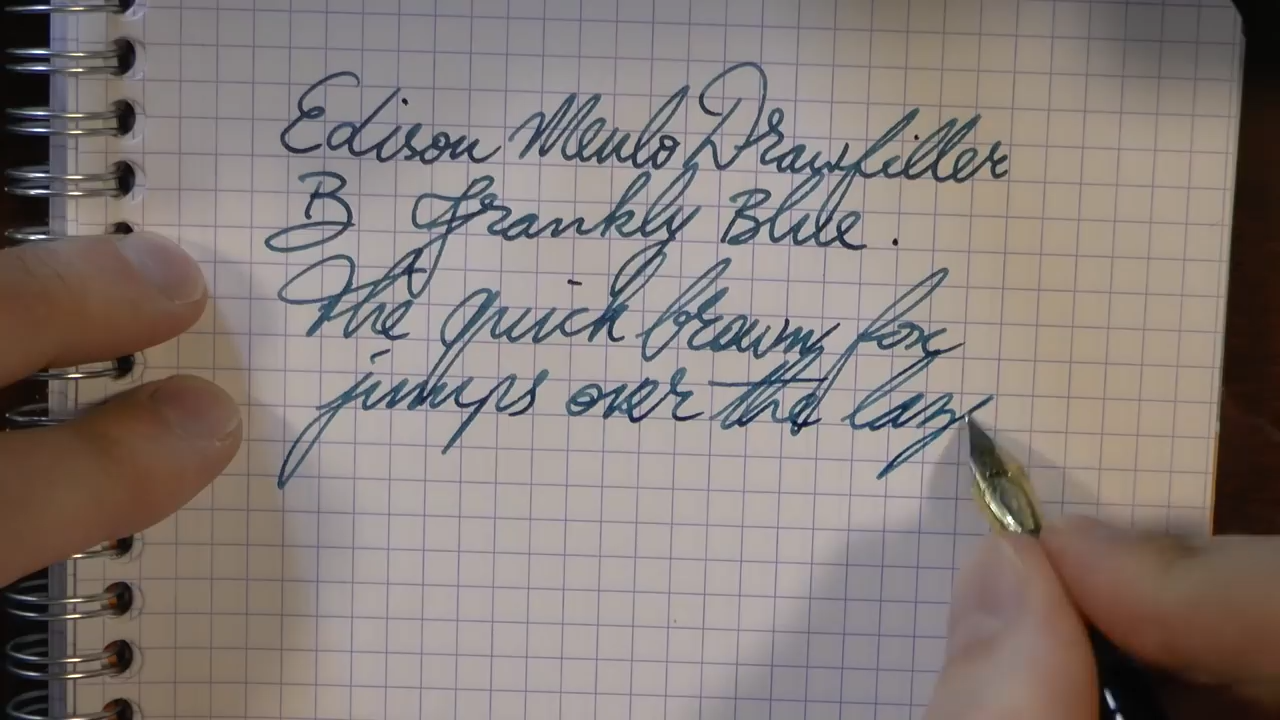 Edison Menlo Drawfiller
B Frankly Blue.
The quick brown fox
jumps over the lazy